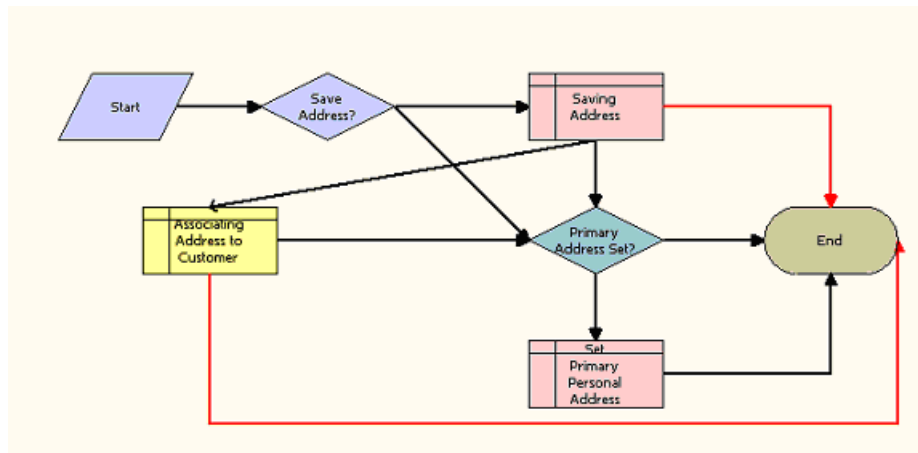 Start
Save
Address?
Saving
Address
Associating
Address to
Customer
Primary
Address Set?
End
Set
Primary
Personal
Address